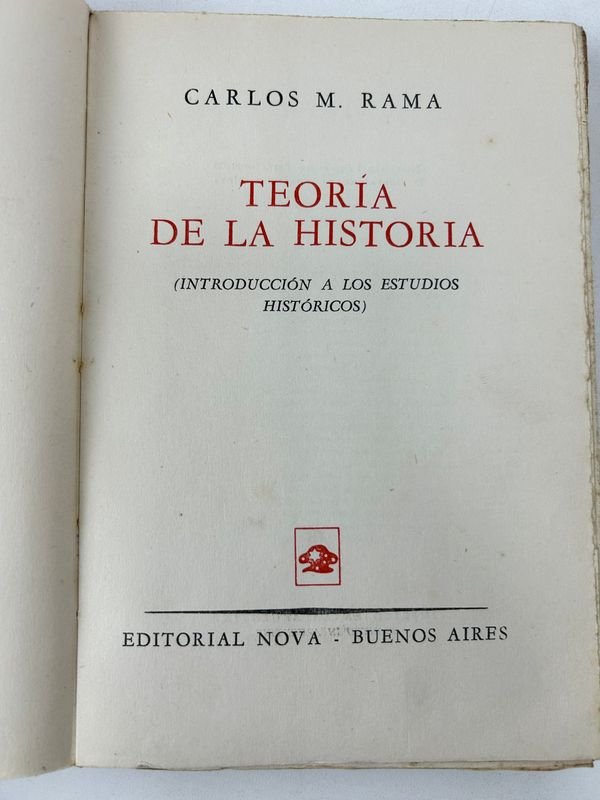 CARLOS M. RAMA
TEORÍA
DE LA HISTORIA
(INTRODUCCIÓN A LOS ESTUDIOS
HISTÓRICOS)
EDITORIAL NOVA - BUENOS AIRES